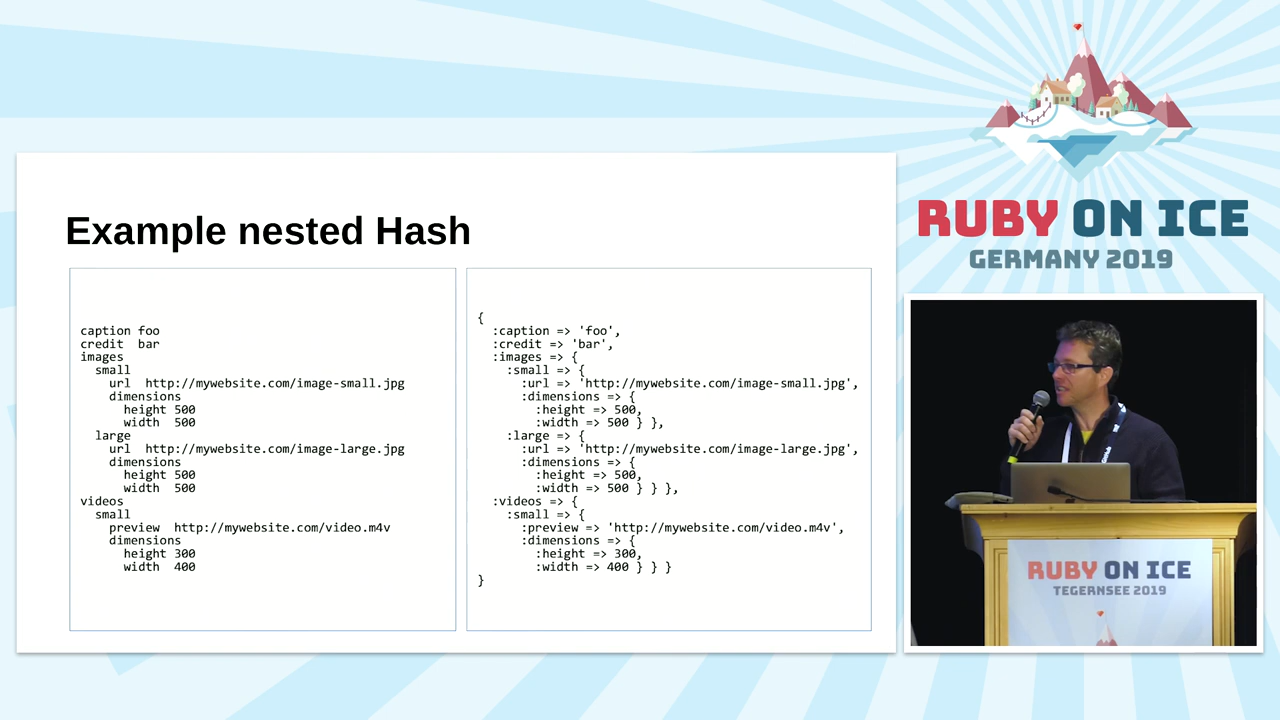 RUBY ON ICE
GERMANY 2019
Example nested Hash
caption foo
credit  bar
images
  small
    url  http://mywebsite.com/image-small.jpg
    dimensions
      height 500
      width  500
  large
    url  http://mywebsite.com/image-large.jpg
    dimensions
      height 500
      width  500
videos
  small
    preview  http://mywebsite.com/video.m4v
    dimensions
      height 300
      width  400
{
  :caption => 'foo',
  :credit => 'bar',
  :images => {
    :small => {
      :url => 'http://mywebsite.com/image-small.jpg',
      :dimensions => {
        :height => 500,
        :width => 500 } },
    :large => {
      :url => 'http://mywebsite.com/image-large.jpg',
      :dimensions => {
        :height => 500,
        :width => 500 } } },
  :videos => {
    :small => {
      :preview => 'http://mywebsite.com/video.m4v',
      :dimensions => {
        :height => 300,
        :width => 400 } } }
}
GitHub
RUBY ON ICE
TEGERNSEE 2019